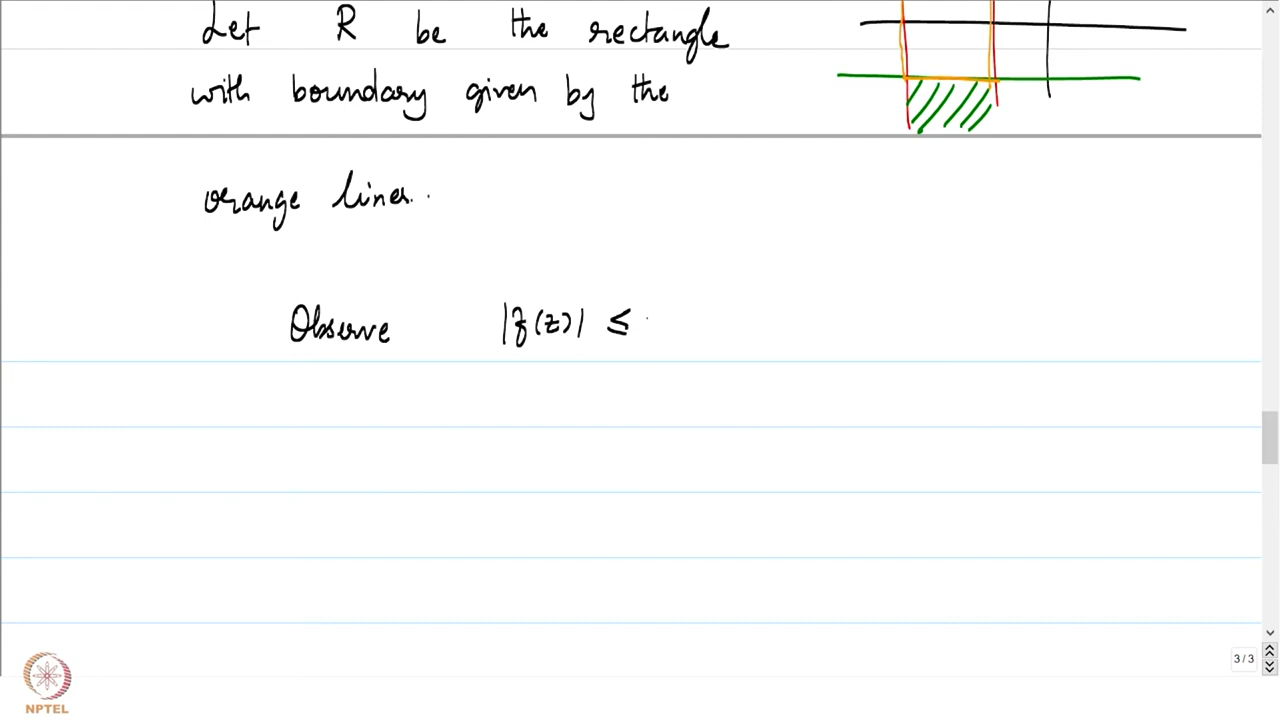 Let R be the rectangle
with boundary given by the
orange lines.
Observe |f(z)| ≤
3/3
NPTEL